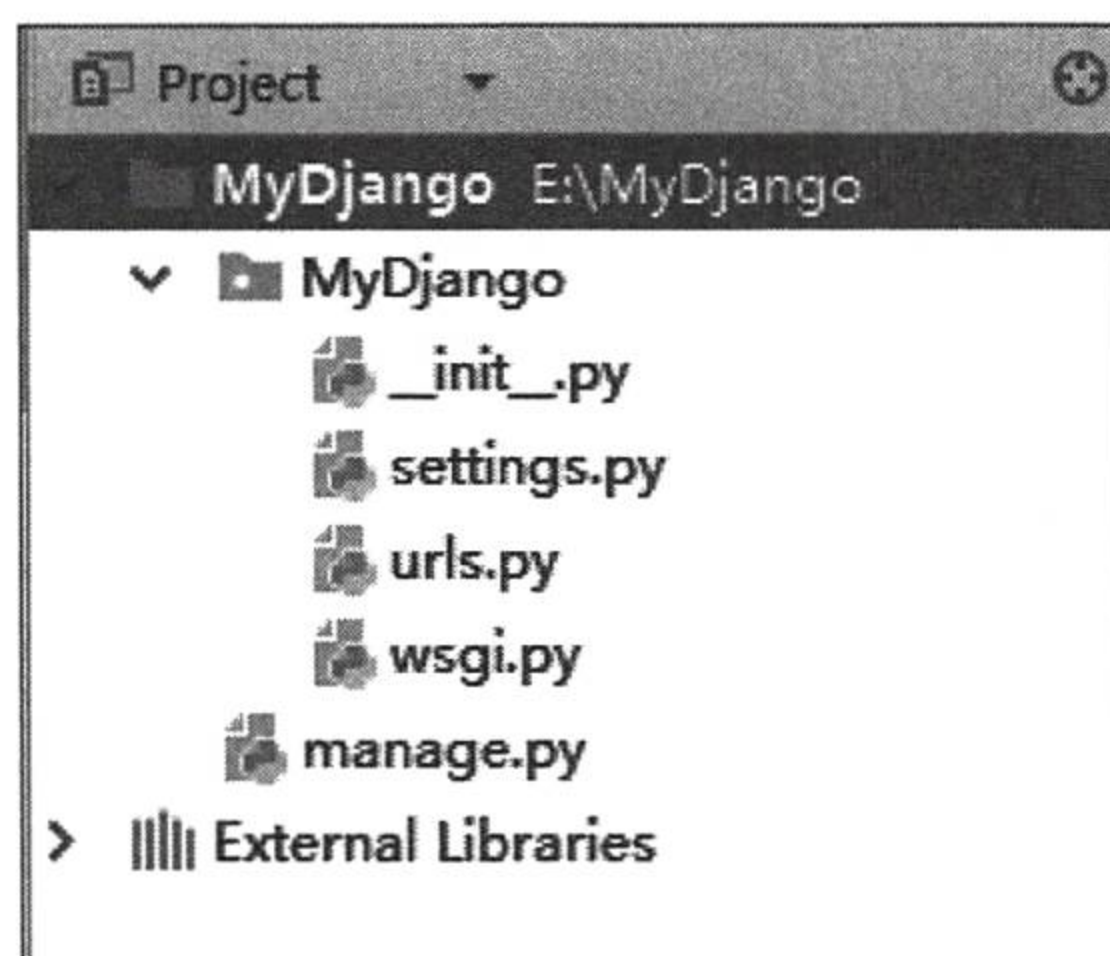 Project
MyDjango E:\MyDjango
MyDjango
__init__.py
settings.py
urls.py
wsgi.py
manage.py
External Libraries